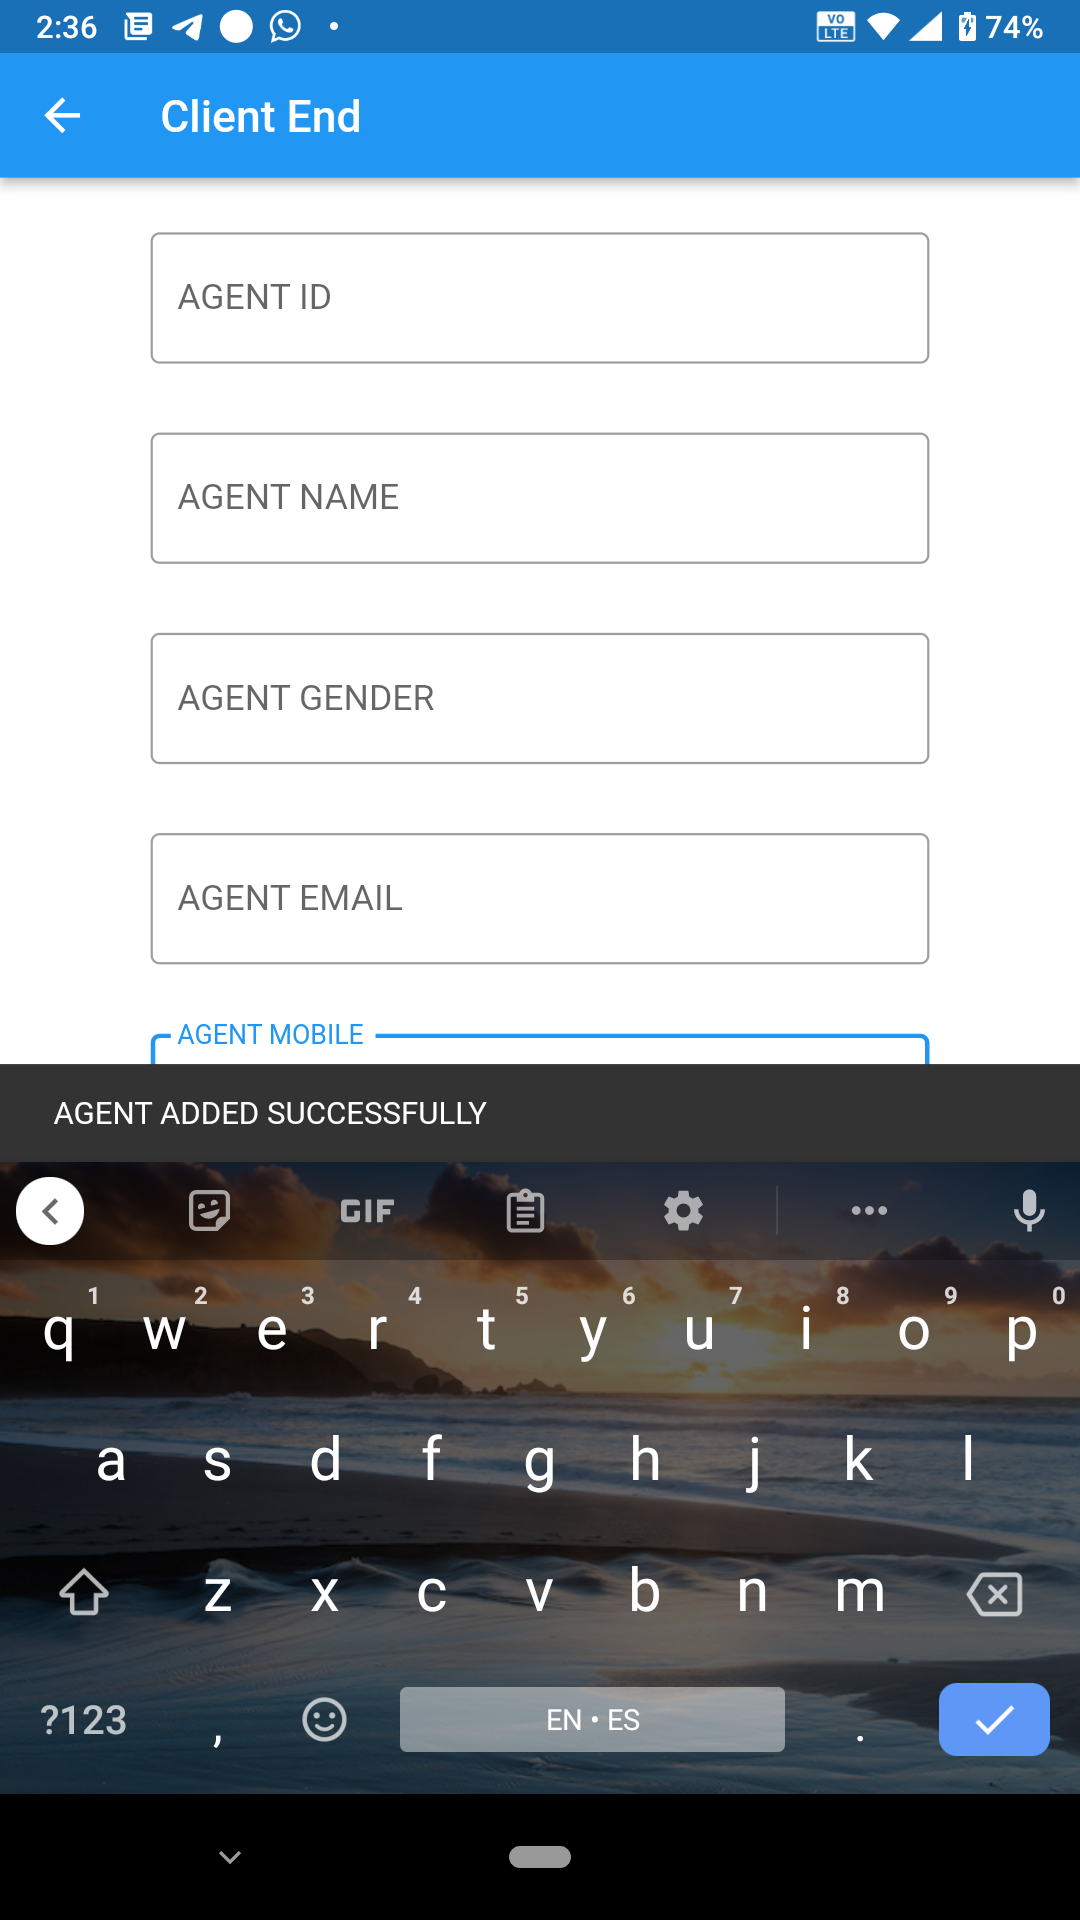 2:36 VO LTE 74%
Client End
AGENT ID
AGENT NAME
AGENT GENDER
AGENT EMAIL
AGENT MOBILE
AGENT ADDED SUCCESSFULLY
GIF
1 2 3 4 5 6 7 8 9 0
q w e r t y u i o p
a s d f g h j k l
z x c v b n m
?123 , EN • ES .